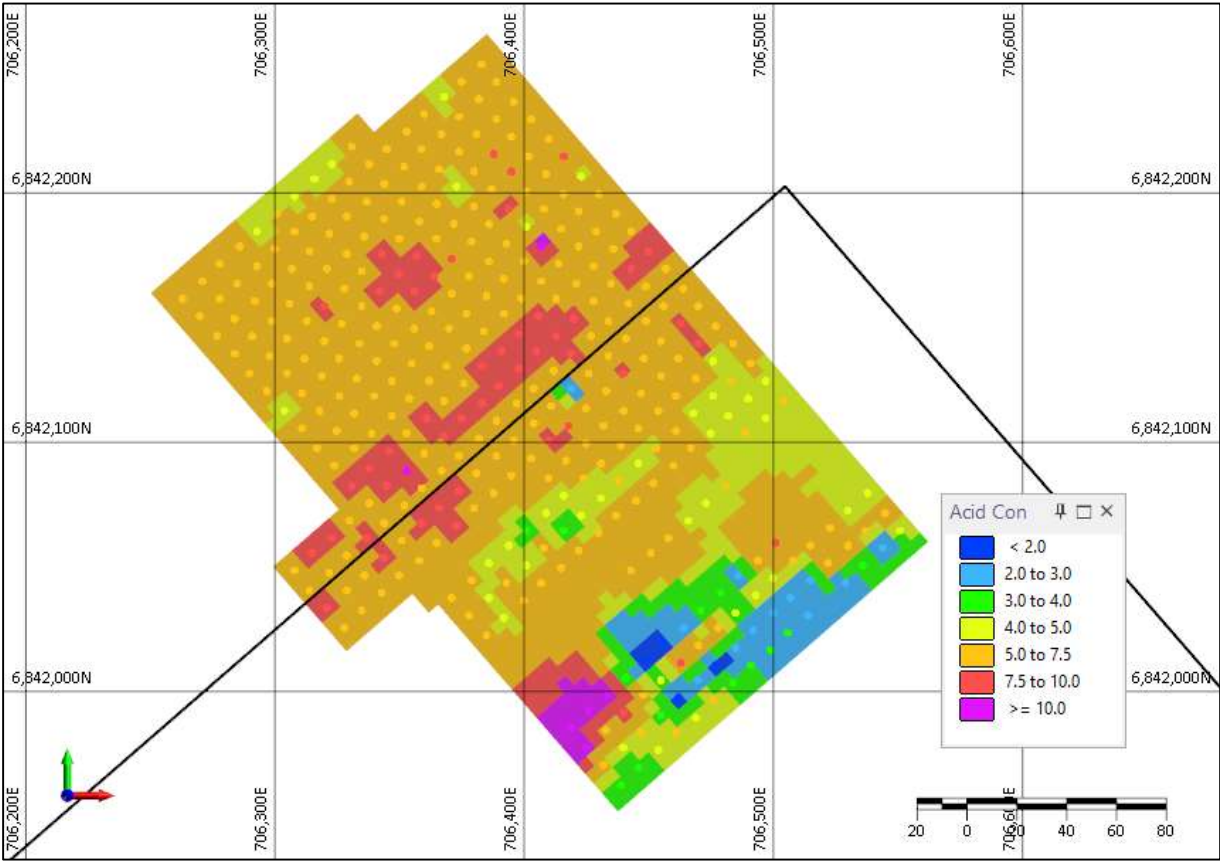 706,200E
706,300E
706,400E
706,500E
706,600E
6,842,200N
6,842,200N
6,842,100N
6,842,100N
Acid Con
< 2.0
2.0 to 3.0
3.0 to 4.0
4.0 to 5.0
5.0 to 7.5
7.5 to 10.0
>= 10.0
6,842,000N
6,842,000N
706,200E
706,300E
706,400E
706,500E
706,600E
20
0
20
40
60
80